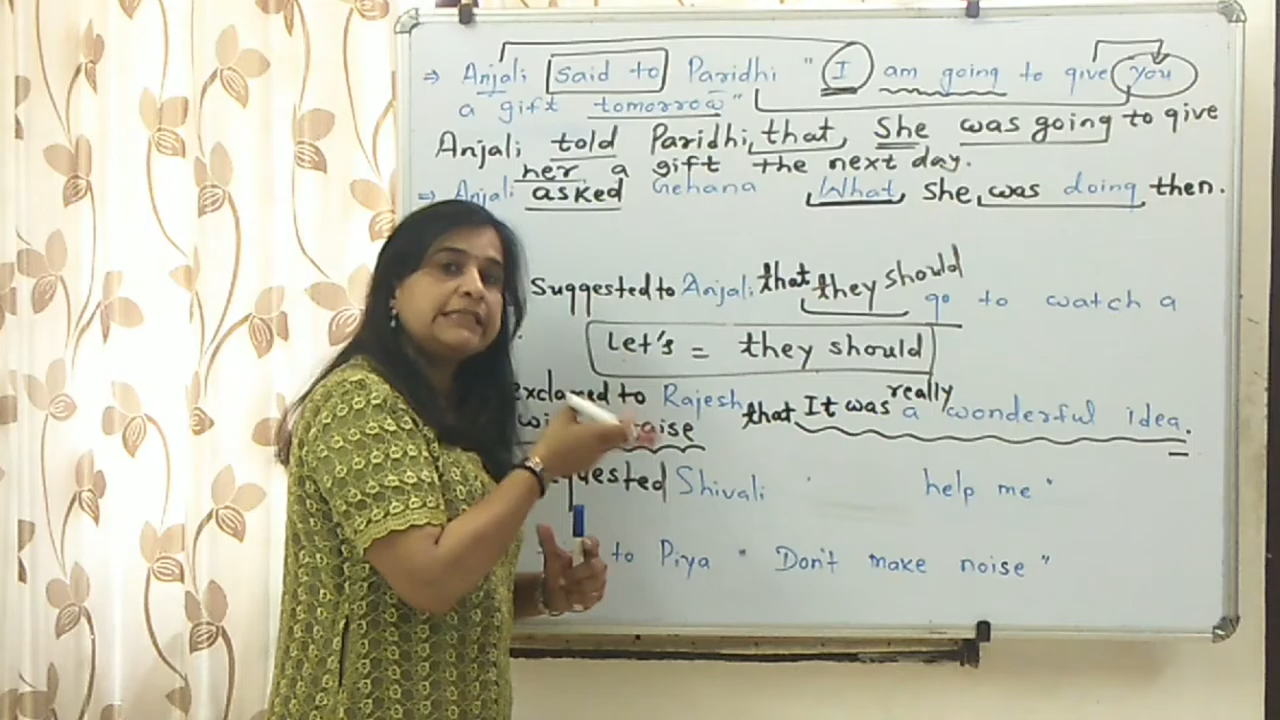 ⇒ Anjali said to Paridhi " I am going to give you
a gift tomorrow"
Anjali told Paridhi, that, She was going to give
her a gift the next day.
⇒ Anjali asked Gehana What, she was doing then.
Suggested to Anjali that they should
go to watch a
Let's = they should
to Rajesh that It was really a wonderful idea.
Shivali help me"
to Piya " Don't make noise"